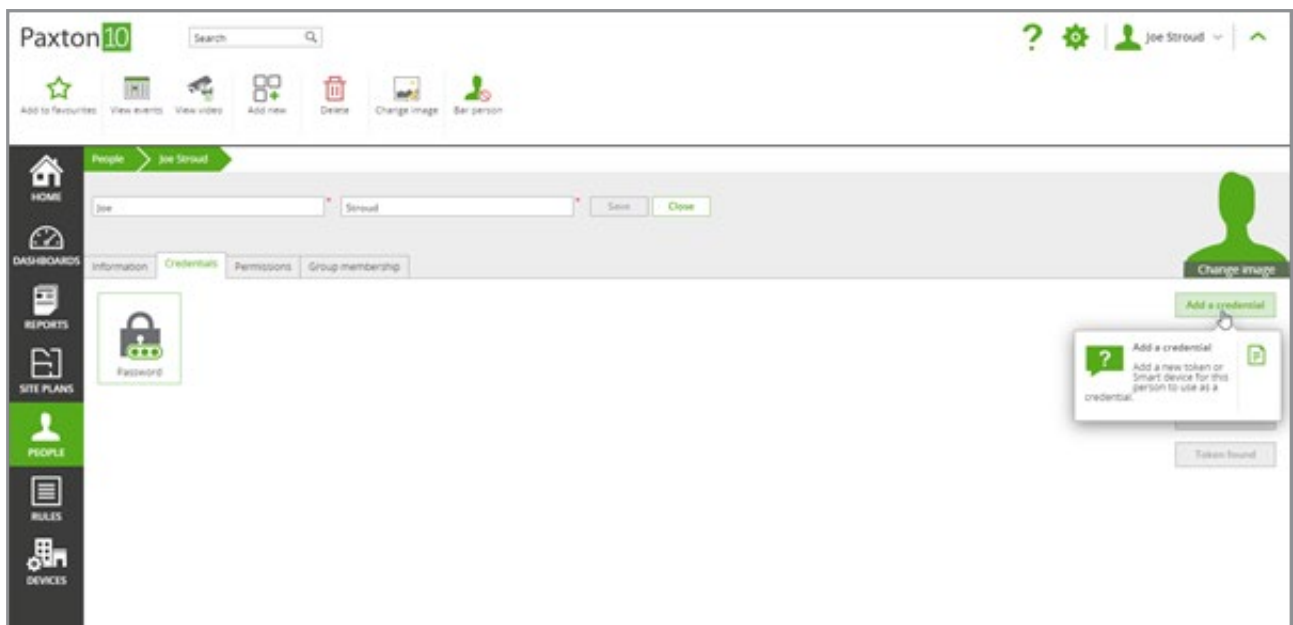 Paxton 10
Search
Joe Stroud
Add to favourites
View events
View video
Add new
Delete
Change image
Bar person
People
Joe Stroud
HOME
Joe
*
Stroud
*
Save
Close
DASHBOARDS
Information
Credentials
Permissions
Group membership
Change image
REPORTS
Add a credential
Password
Add a credential
Add a new token or
Smart device for this
person to use as a
credential.
SITE PLANS
PEOPLE
Token found
RULES
DEVICES